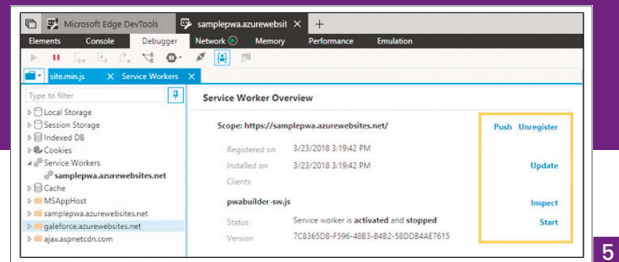 Microsoft Edge DevTools samplepwa.azurewebsit × +
Elements Console Debugger Network Memory Performance Emulation
site.min.js × Service Workers ×
Type to filter
Local Storage
Session Storage
Indexed DB
Cookies
Service Workers
samplepwa.azurewebsites.net
Cache
MSAppHost
samplepwa.azurewebsites.net
galeforce.azurewebsites.net
ajax.aspnetcdn.com
Service Worker Overview
Scope: https://samplepwa.azurewebsites.net/ Push Unregister
Registered on 3/23/2018 3:19:42 PM
Installed on 3/23/2018 3:19:42 PM Update
Clients
pwabuilder-sw.js Inspect
Status Service worker is activated and stopped Start
Version 7C8365DB-F596-48B3-B4B2-58DDB4AE7615
5